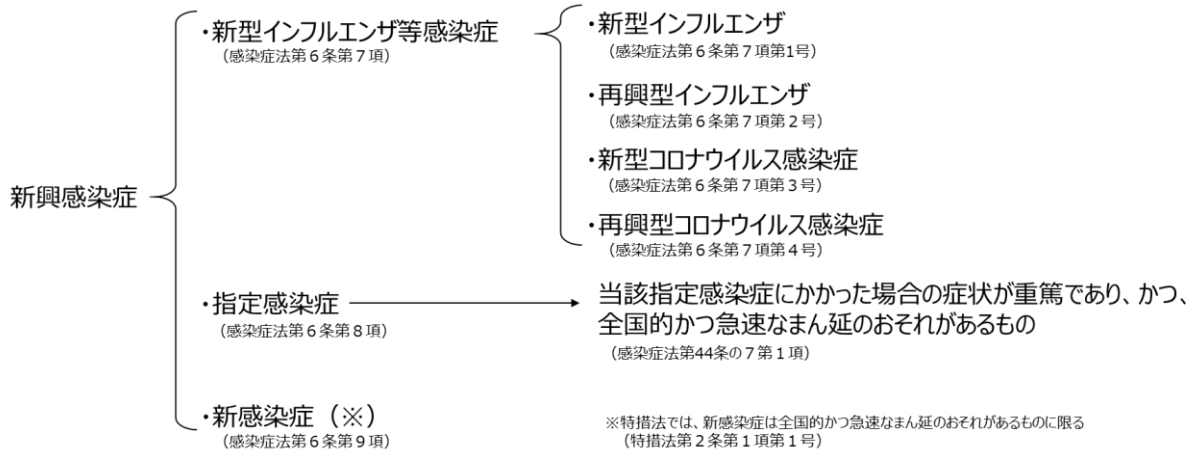 新興感染症
・新型インフルエンザ等感染症
（感染症法第６条第７項）
・新型インフルエンザ
（感染症法第６条第７項第1号）
・再興型インフルエンザ
（感染症法第６条第７項第２号）
・新型コロナウイルス感染症
（感染症法第６条第７項第３号）
・再興型コロナウイルス感染症
（感染症法第６条第７項第４号）
・指定感染症
（感染症法第６条第８項）
当該指定感染症にかかった場合の症状が重篤であり、かつ、
全国的かつ急速なまん延のおそれがあるもの
（感染症法第44条の７第１項）
・新感染症（※）
（感染症法第６条第９項）
※特措法では、新感染症は全国的かつ急速なまん延のおそれがあるものに限る
（特措法第２条第１項第１号）